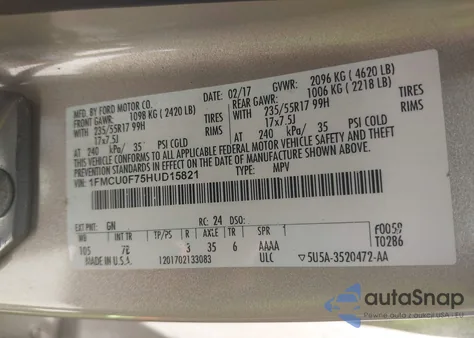 MFD. BY FORD MOTOR CO.
DATE: 02/17 GVWR: 2096 KG ( 4620 LB)
FRONT GAWR: 1098 KG ( 2420 LB) REAR GAWR: 1006 KG ( 2218 LB)
WITH 235/55R17 99H TIRES WITH 235/55R17 99H TIRES
17x7.5J RIMS 17x7.5J RIMS
AT 240 kPa/ 35 PSI COLD AT 240 kPa/ 35 PSI COLD
THIS VEHICLE CONFORMS TO ALL APPLICABLE FEDERAL MOTOR VEHICLE SAFETY AND THEFT
PREVENTION STANDARDS IN EFFECT ON THE DATE OF MANUFACTURE SHOWN ABOVE.
VIN: 1FMCU0F75HUD15821 TYPE: MPV
EXT PNT: GN RC: 24 DSO:
WB INT TR TP/PS R AXLE TR SPR F0059
105 3 35 6 AAAA T0286
MADE IN U.S.A. 1201702133083 ULC ▽5U5A-3520472-AA
autoSnap